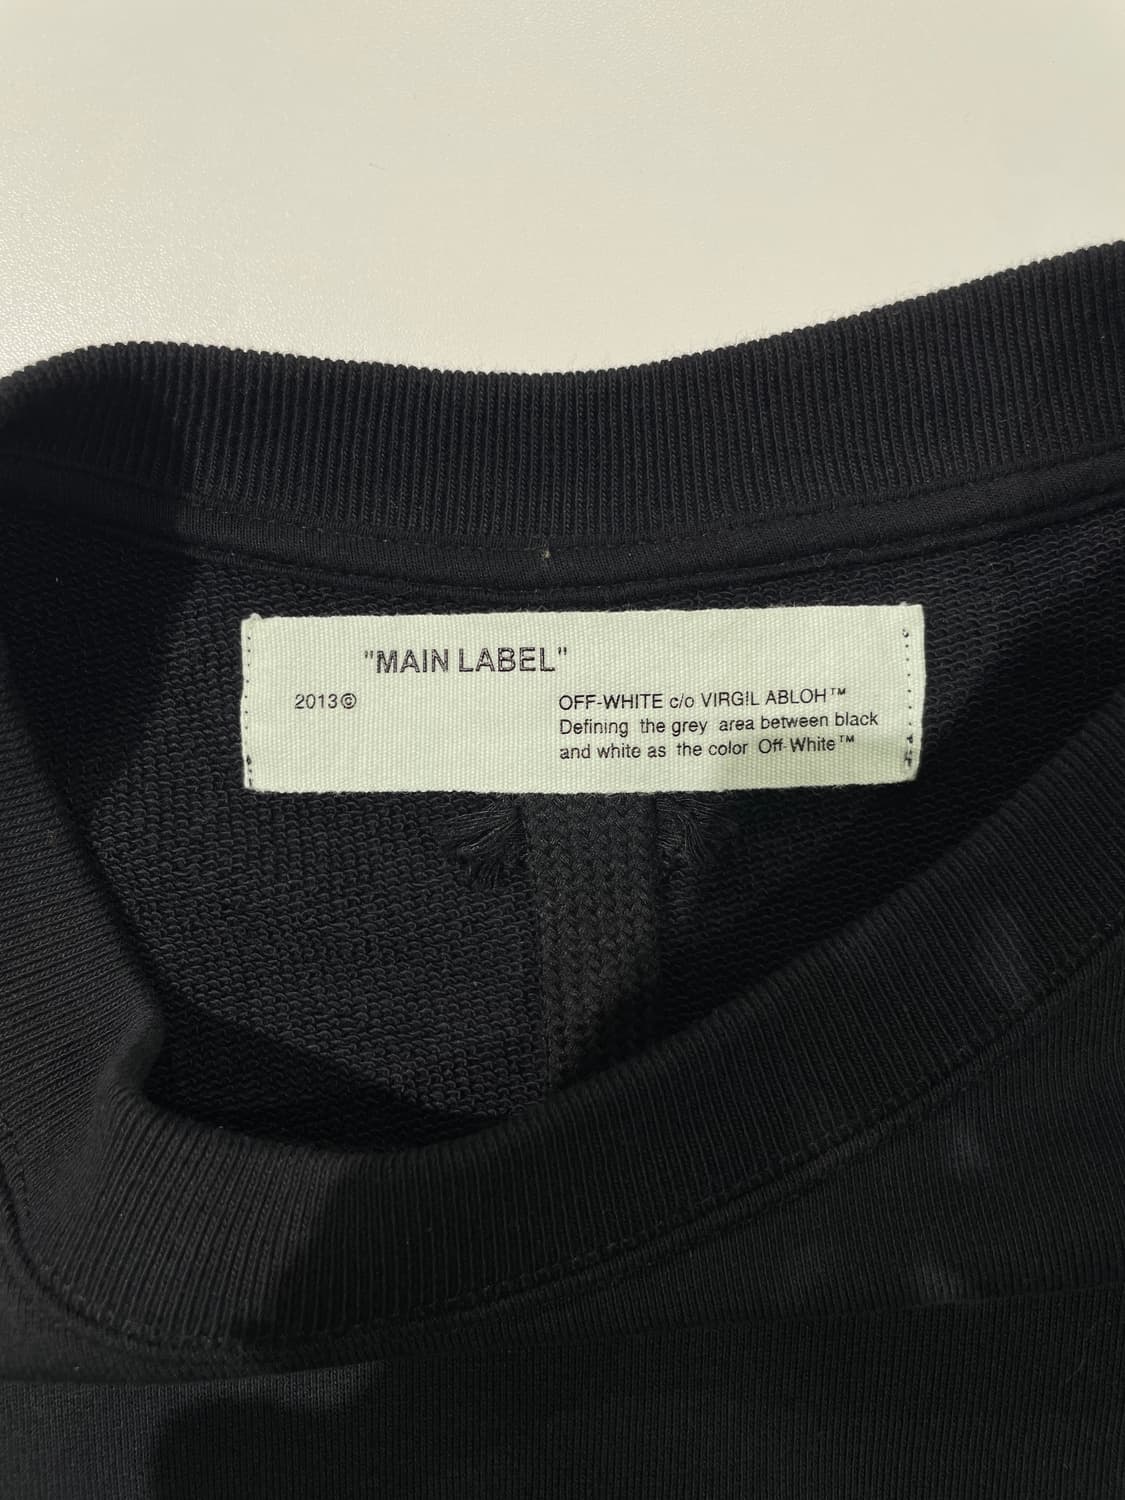 "MAIN LABEL"
2013©
OFF-WHITE c/o VIRGIL ABLOH™
Defining the grey area between black
and white as the color Off-White™